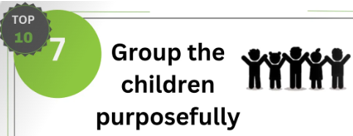 TOP
10
7
Group the
children
purposefully